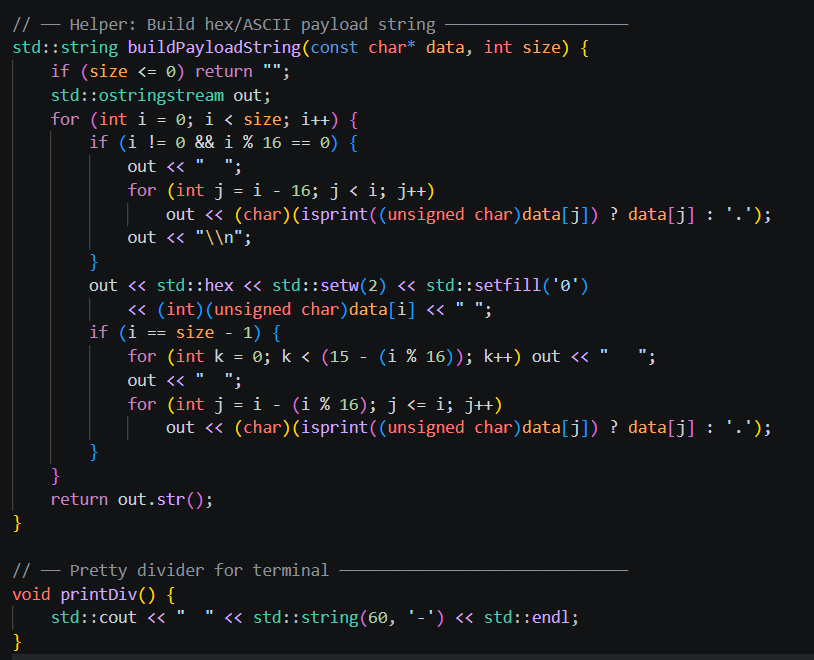 // —— Helper: Build hex/ASCII payload string ———————————————————
std::string buildPayloadString(const char* data, int size) {
    if (size <= 0) return "";
    std::ostringstream out;
    for (int i = 0; i < size; i++) {
        if (i != 0 && i % 16 == 0) {
            out << "  ";
            for (int j = i - 16; j < i; j++)
                out << (char)(isprint((unsigned char)data[j]) ? data[j] : '.');
            out << "\\n";
        }
        out << std::hex << std::setw(2) << std::setfill('0')
            << (int)(unsigned char)data[i] << " ";
        if (i == size - 1) {
            for (int k = 0; k < (15 - (i % 16)); k++) out << "   ";
            out << "  ";
            for (int j = i - (i % 16); j <= i; j++)
                out << (char)(isprint((unsigned char)data[j]) ? data[j] : '.');
        }
    }
    return out.str();
}

// —— Pretty divider for terminal ——————————————————————————————
void printDiv() {
    std::cout << "  " << std::string(60, '-') << std::endl;
}